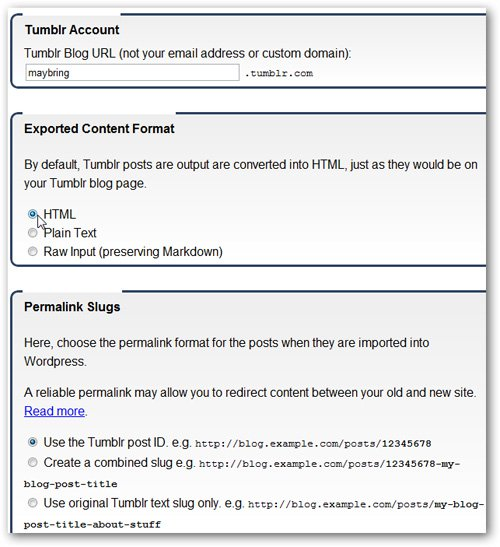 Tumblr Account
Tumblr Blog URL (not your email address or custom domain):
maybring .tumblr.com
Exported Content Format
By default, Tumblr posts are output are converted into HTML, just as they would be on
your Tumblr blog page.
HTML
Plain Text
Raw Input (preserving Markdown)
Permalink Slugs
Here, choose the permalink format for the posts when they are imported into
Wordpress.
A reliable permalink may allow you to redirect content between your old and new site.
Read more.
Use the Tumblr post ID. e.g. http://blog.example.com/posts/12345678
Create a combined slug e.g. http://blog.example.com/posts/12345678-my-
blog-post-title
Use original Tumblr text slug only. e.g. http://blog.example.com/posts/my-blog-
post-title-about-stuff